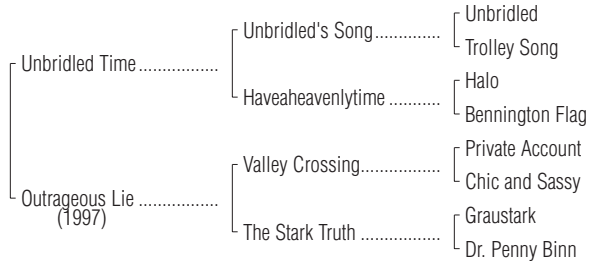 Unbridled
Unbridled's Song..............
Trolley Song
Unbridled Time.................
Halo
Haveaheavenlytime ...........
Bennington Flag
Private Account
Valley Crossing.................
Chic and Sassy
Outrageous Lie .................
(1997)
Graustark
The Stark Truth .................
Dr. Penny Binn